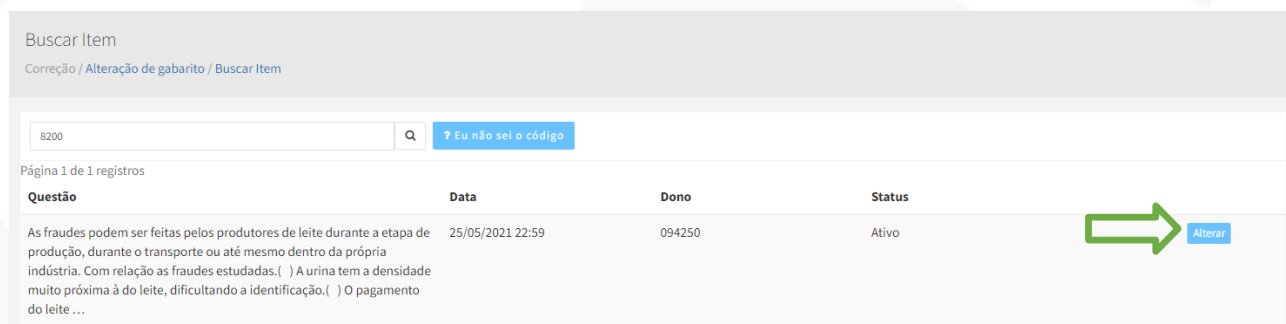 Buscar Item
Correção / Alteração de gabarito / Buscar Item
8200
? Eu não sei o código
Página 1 de 1 registros
Questão Data Dono Status
As fraudes podem ser feitas pelos produtores de leite durante a etapa de 25/05/2021 22:59 094250 Ativo Alterar
produção, durante o transporte ou até mesmo dentro da própria
indústria. Com relação as fraudes estudadas.( ) A urina tem a densidade
muito próxima à do leite, dificultando a identificação.( ) O pagamento
do leite ...